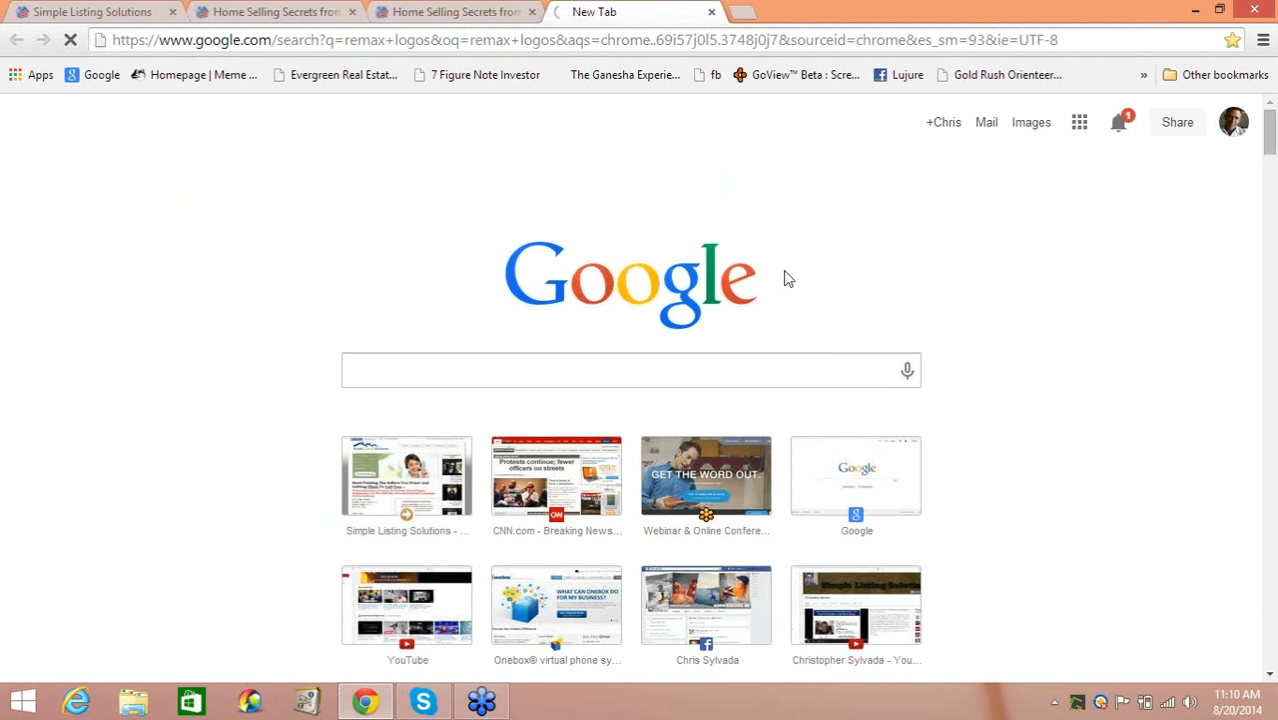 Simple Listing Solutions
Home Selling Secrets from
Home Selling Secrets from
New Tab
https://www.google.com/search?q=remax+logos&oq=remax+logos&aqs=chrome..69i57j0l5.3748j0j7&sourceid=chrome&es_sm=93&ie=UTF-8
Apps
Google
Homepage | Meme ...
Evergreen Real Estat...
7 Figure Note Investor
The Ganesha Experie...
fb
GoView™ Beta : Scre...
Lujure
Gold Rush Orienteer...
»
Other bookmarks
+Chris
Mail
Images
1
Share
Google
GET THE WORD OUT.
Protests continue; fewer
officers on streets
Simple Listing Solutions - ...
CNN.com - Breaking News...
Webinar & Online Confere...
Google
WHAT CAN ONEBOX DO
FOR MY BUSINESS?
YouTube
Onebox® virtual phone sy...
Chris Sylvada
Christopher Sylvada - You...
11:10 AM
8/20/2014